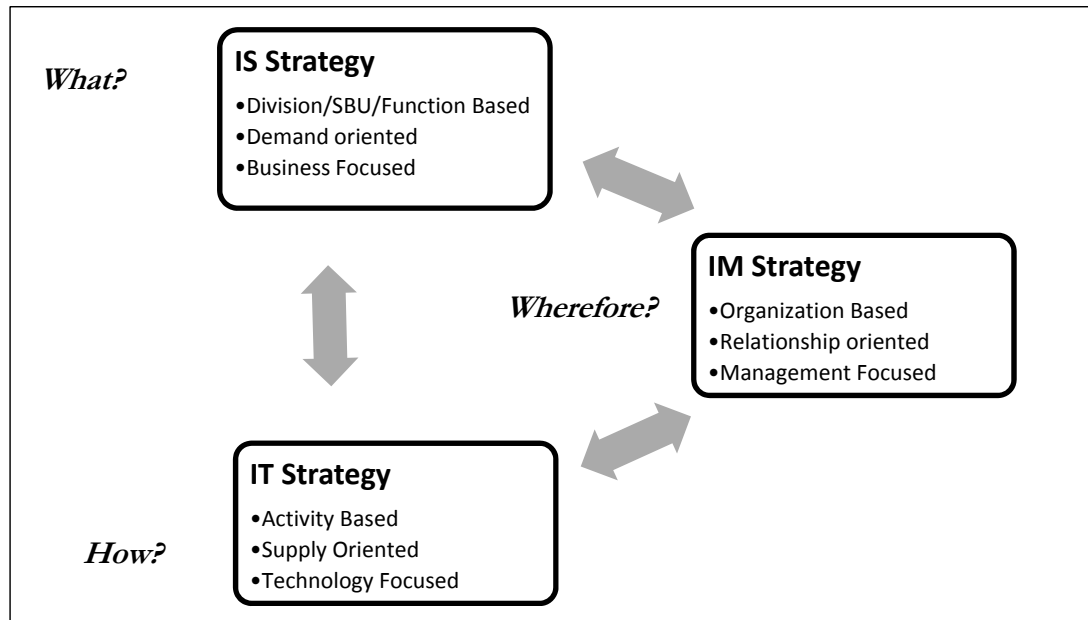 What?
IS Strategy
•Division/SBU/Function Based
•Demand oriented
•Business Focused
Wherefore?
IM Strategy
•Organization Based
•Relationship oriented
•Management Focused
How?
IT Strategy
•Activity Based
•Supply Oriented
•Technology Focused